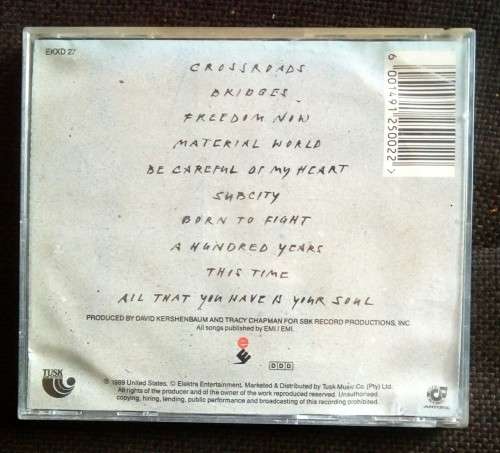 EKXD 27
6 001491 250022 >
CROSSROADS
BRIDGES
FREEDOM NOW
MATERIAL WORLD
BE CAREFUL OF MY HEART
SUBCITY
BORN TO FIGHT
A HUNDRED YEARS
THIS TIME
ALL THAT YOU HAVE IS YOUR SOUL
PRODUCED BY DAVID KERSHENBAUM AND TRACY CHAPMAN FOR SBK RECORD PRODUCTIONS, INC
All songs published by EMI / EMI.
DDD
TUSK
℗ 1989 United States, © Elektra Entertainment. Marketed & Distributed by Tusk Music Co. (Pty) Ltd.
All rights of the producer and of the owner of the work reproduced reserved. Unauthorised
copying, hiring, lending, public performance and broadcasting of this recording prohibited.